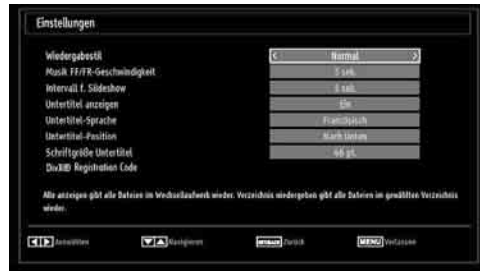 Einstellungen
Wiedergabestil Normal
Musik FF/FR-Geschwindigkeit 5 sek.
Intervall f. Slideshow 5 sek.
Untertitel anzeigen Ein
Untertitel-Sprache Französisch
Untertitel-Position Nach Unten
Schriftgröße Untertitel 46 pt.
DivX® Registration Code
Alle anzeigen gibt alle Dateien im Wechsellaufwerk wieder. Verzeichnis wiedergeben gibt alle Dateien im gewählten Verzeichnis
wieder.
Auswählen Navigieren Zurück MENU Verlassen